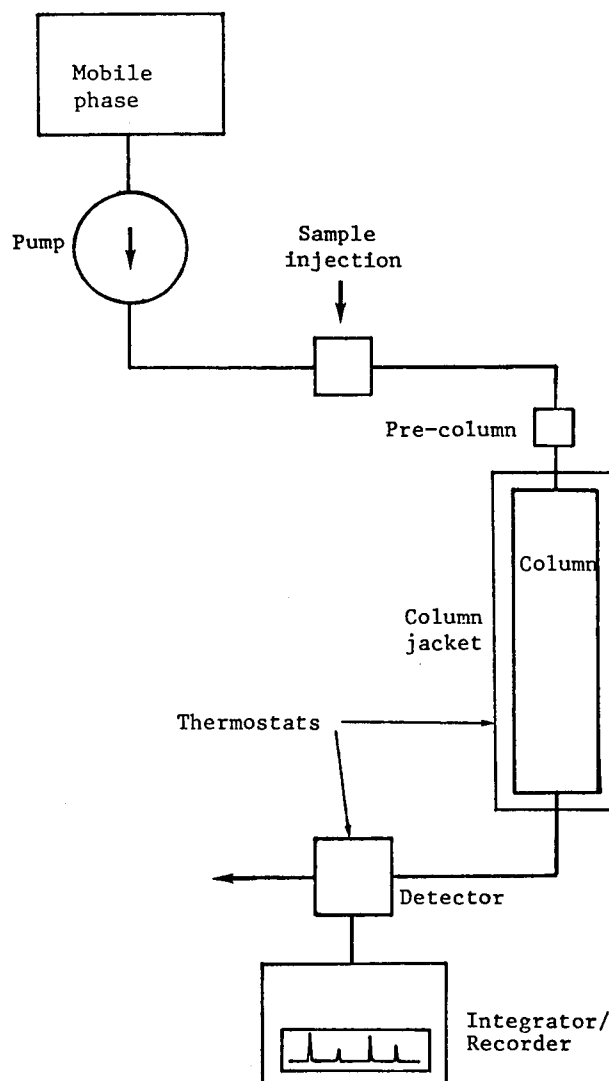 Mobile
phase
Pump
Sample
injection
Pre-column
Column
Column
jacket
Thermostats
Detector
Integrator/
Recorder